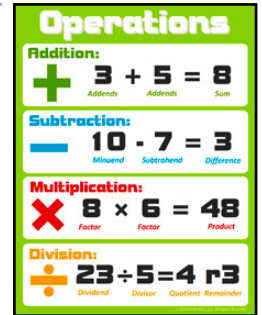 Operations
Addition:
+ 3 + 5 = 8
Addends Addends Sum
Subtraction:
− 10 - 7 = 3
Minuend Subtrahend Difference
Multiplication:
× 8 × 6 = 48
Factor Factor Product
Division:
÷ 23÷5=4 r3
Dividend Divisor Quotient Remainder